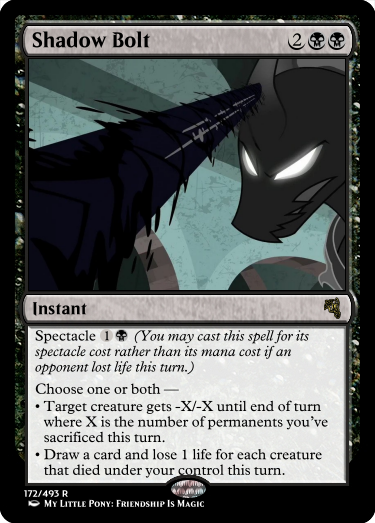 Shadow Bolt 2
Instant
Spectacle 1 (You may cast this spell for its
spectacle cost rather than its mana cost if an
opponent lost life this turn.)
Choose one or both —
• Target creature gets -X/-X until end of turn
where X is the number of permanents you've
sacrificed this turn.
• Draw a card and lose 1 life for each creature
that died under your control this turn.
172/493 R
My Little Pony: Friendship Is Magic